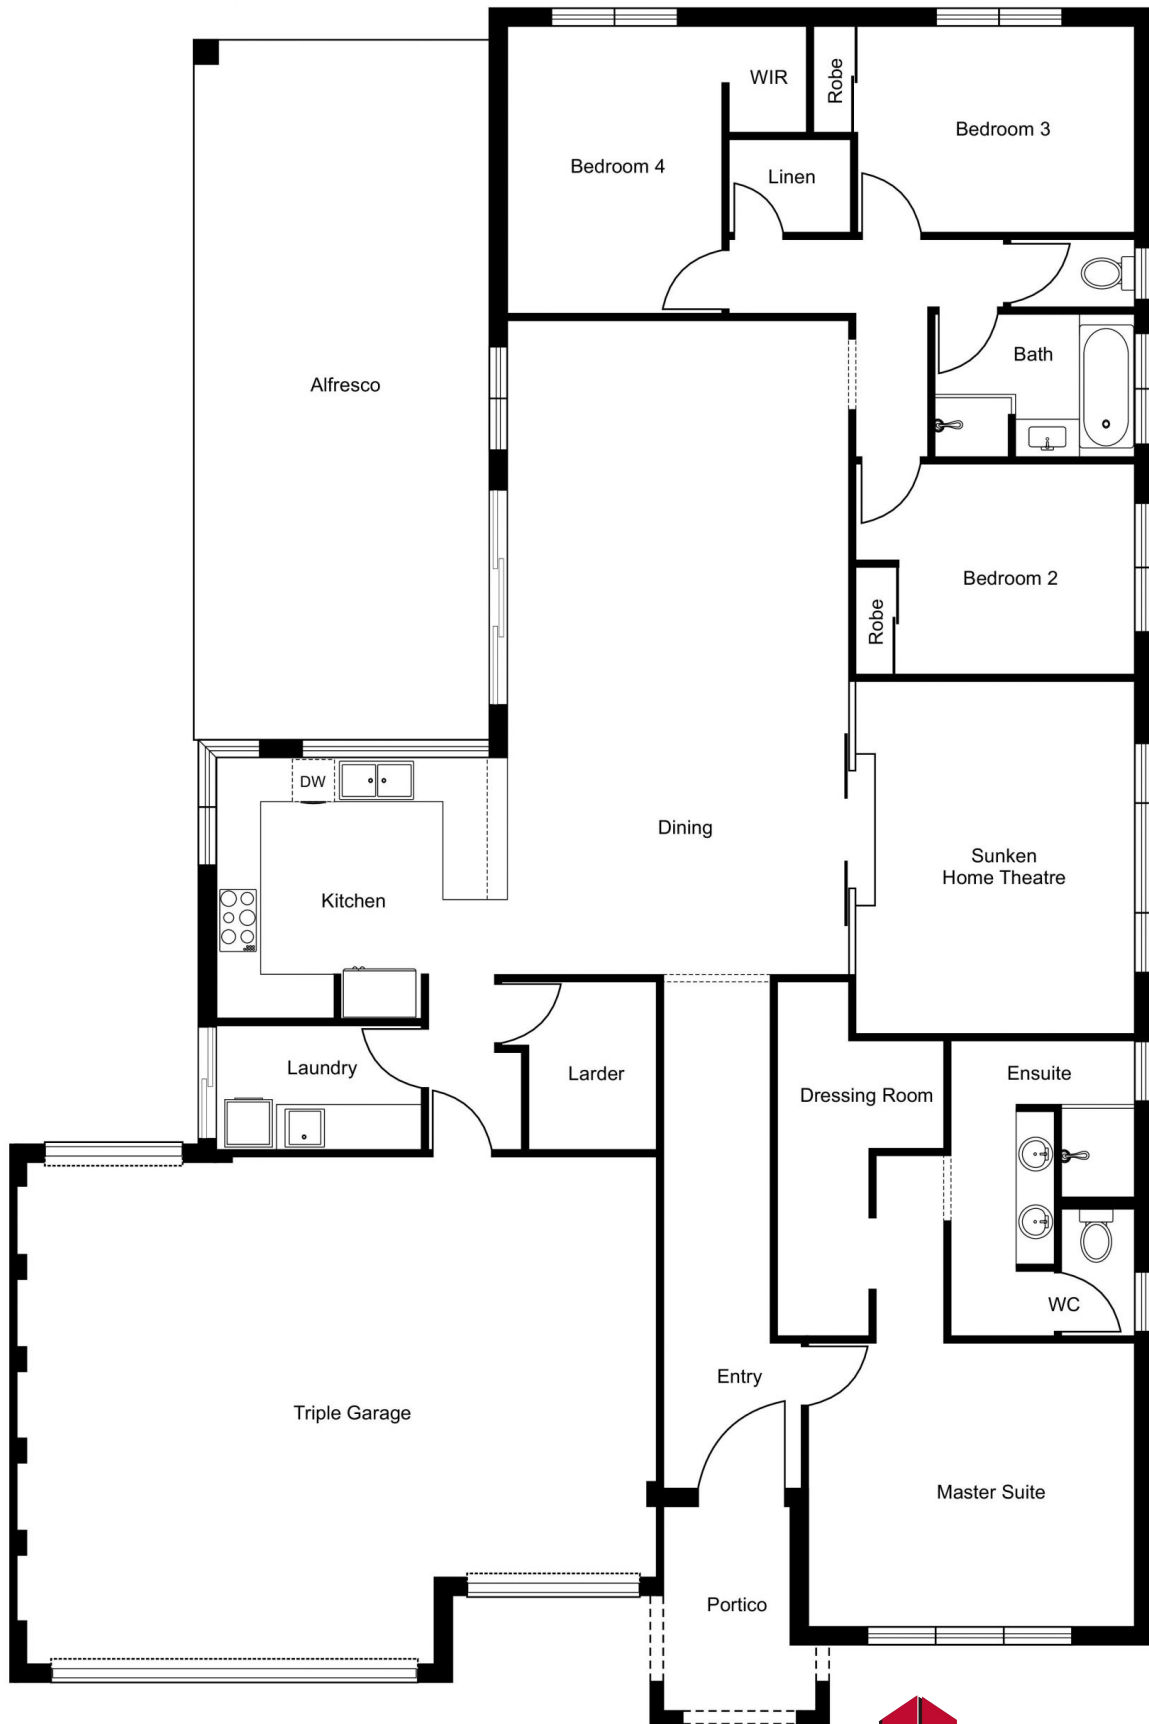 WIR
Robe
Bedroom 3
Bedroom 4
Linen
Bath
Alfresco
Bedroom 2
Robe
DW
Dining
Sunken
Home Theatre
Kitchen
Laundry
Larder
Ensuite
Dressing Room
WC
Entry
Triple Garage
Master Suite
Portico